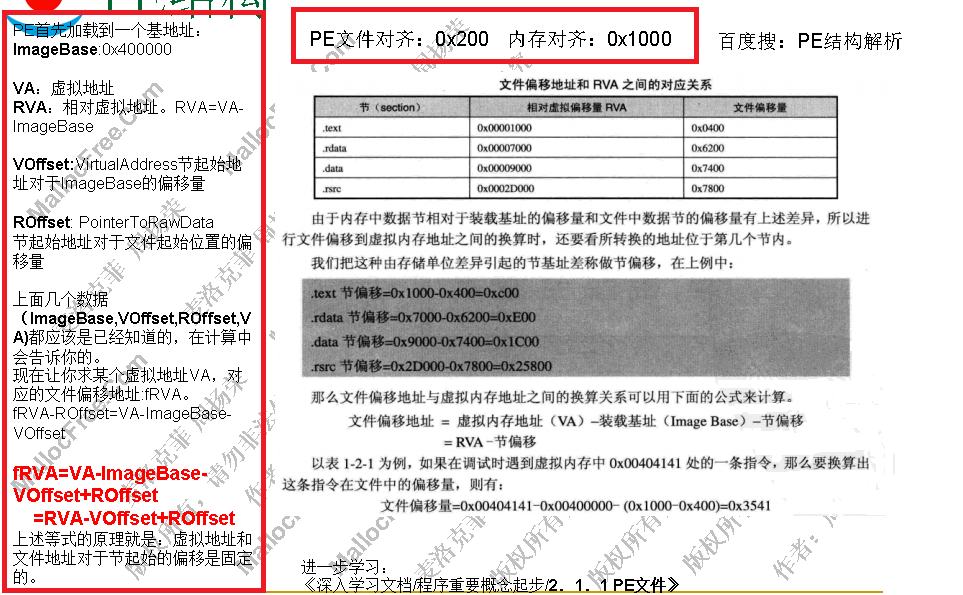 PE首先加载到一个基地址：
ImageBase:0x400000
VA：虚拟地址
RVA：相对虚拟地址。RVA=VA-
ImageBase
VOffset:VirtualAddress节起始地
址对于ImageBase的偏移量
ROffset: PointerToRawData
节起始地址对于文件起始位置的偏
移量
上面几个数据
（ImageBase,VOffset,ROffset,V
A)都应该是已经知道的，在计算中
会告诉你的。
现在让你求某个虚拟地址VA，对
应的文件偏移地址:fRVA。
fRVA-ROffset=VA-ImageBase-
VOffset
fRVA=VA-ImageBase-
VOffset+ROffset
=RVA-VOffset+ROffset
上述等式的原理就是：虚拟地址和
文件地址对于节起始的偏移是固定
的。
PE文件对齐：0x200 内存对齐：0x1000
百度搜：PE结构解析
文件偏移地址和 RVA 之间的对应关系
节（section） 相对虚拟偏移量 RVA 文件偏移量
.text 0x00001000 0x0400
.rdata 0x00007000 0x6200
.data 0x00009000 0x7400
.rsrc 0x0002D000 0x7800
由于内存中数据节相对于装载基址的偏移量和文件中数据节的偏移量有上述差异，所以进
行文件偏移到虚拟内存地址之间的换算时，还要看所转换的地址位于第几个节内。
我们把这种由存储单位差异引起的节基址差称做节偏移，在上例中：
.text 节偏移=0x1000-0x400=0xc00
.rdata 节偏移=0x7000-0x6200=0xE00
.data 节偏移=0x9000-0x7400=0x1C00
.rsrc 节偏移=0x2D000-0x7800=0x25800
那么文件偏移地址与虚拟内存地址之间的换算关系可以用下面的公式来计算。
文件偏移地址 = 虚拟内存地址（VA）−装载基址（Image Base）−节偏移
= RVA −节偏移
以表 1-2-1 为例，如果在调试时遇到虚拟内存中 0x00404141 处的一条指令，那么要换算出
这条指令在文件中的偏移量，则有：
文件偏移量=0x00404141-0x00400000- (0x1000-0x400)=0x3541
进一步学习：
《深入学习文档/程序重要概念起步/2．1．1 PE文件》